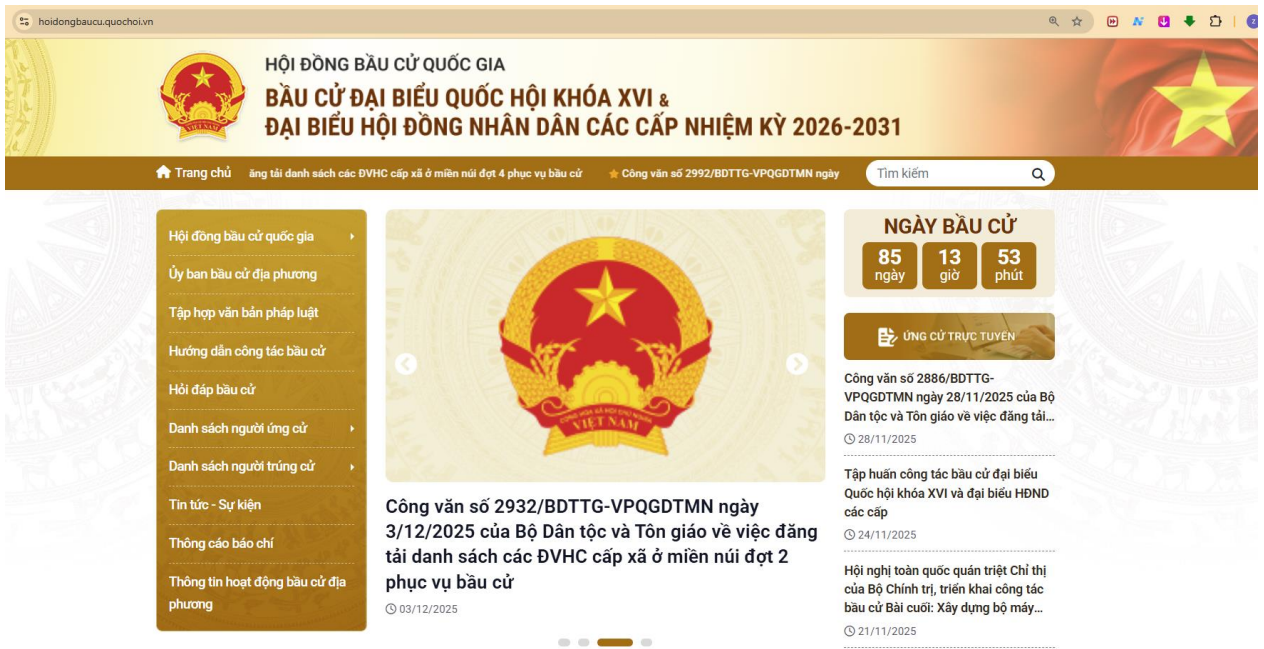 hoidongbaucu.quochoi.vn
HỘI ĐỒNG BẦU CỬ QUỐC GIA
BẦU CỬ ĐẠI BIỂU QUỐC HỘI KHÓA XVI &
ĐẠI BIỂU HỘI ĐỒNG NHÂN DÂN CÁC CẤP NHIỆM KỲ 2026-2031
VIỆT NAM
Trang chủ
ăng tải danh sách các ĐVHC cấp xã ở miền núi đợt 4 phục vụ bầu cử
Công văn số 2992/BDTTG-VPQGDTMN ngày
Tìm kiếm
Hội đồng bầu cử quốc gia
Ủy ban bầu cử địa phương
Tập hợp văn bản pháp luật
Hướng dẫn công tác bầu cử
Hỏi đáp bầu cử
Danh sách người ứng cử
Danh sách người trúng cử
Tin tức - Sự kiện
Thông cáo báo chí
Thông tin hoạt động bầu cử địa
phương
CỘNG HÒA XÃ HỘI CHỦ NGHĨA
VIỆT NAM
Công văn số 2932/BDTTG-VPQGDTMN ngày
3/12/2025 của Bộ Dân tộc và Tôn giáo về việc đăng
tải danh sách các ĐVHC cấp xã ở miền núi đợt 2
phục vụ bầu cử
03/12/2025
NGÀY BẦU CỬ
85 13 53
ngày giờ phút
ỨNG CỬ TRỰC TUYẾN
Công văn số 2886/BDTTG-
VPQGDTMN ngày 28/11/2025 của Bộ
Dân tộc và Tôn giáo về việc đăng tải...
28/11/2025
Tập huấn công tác bầu cử đại biểu
Quốc hội khóa XVI và đại biểu HĐND
các cấp
24/11/2025
Hội nghị toàn quốc quán triệt Chỉ thị
của Bộ Chính trị, triển khai công tác
bầu cử Bài cuối: Xây dựng bộ máy...
21/11/2025